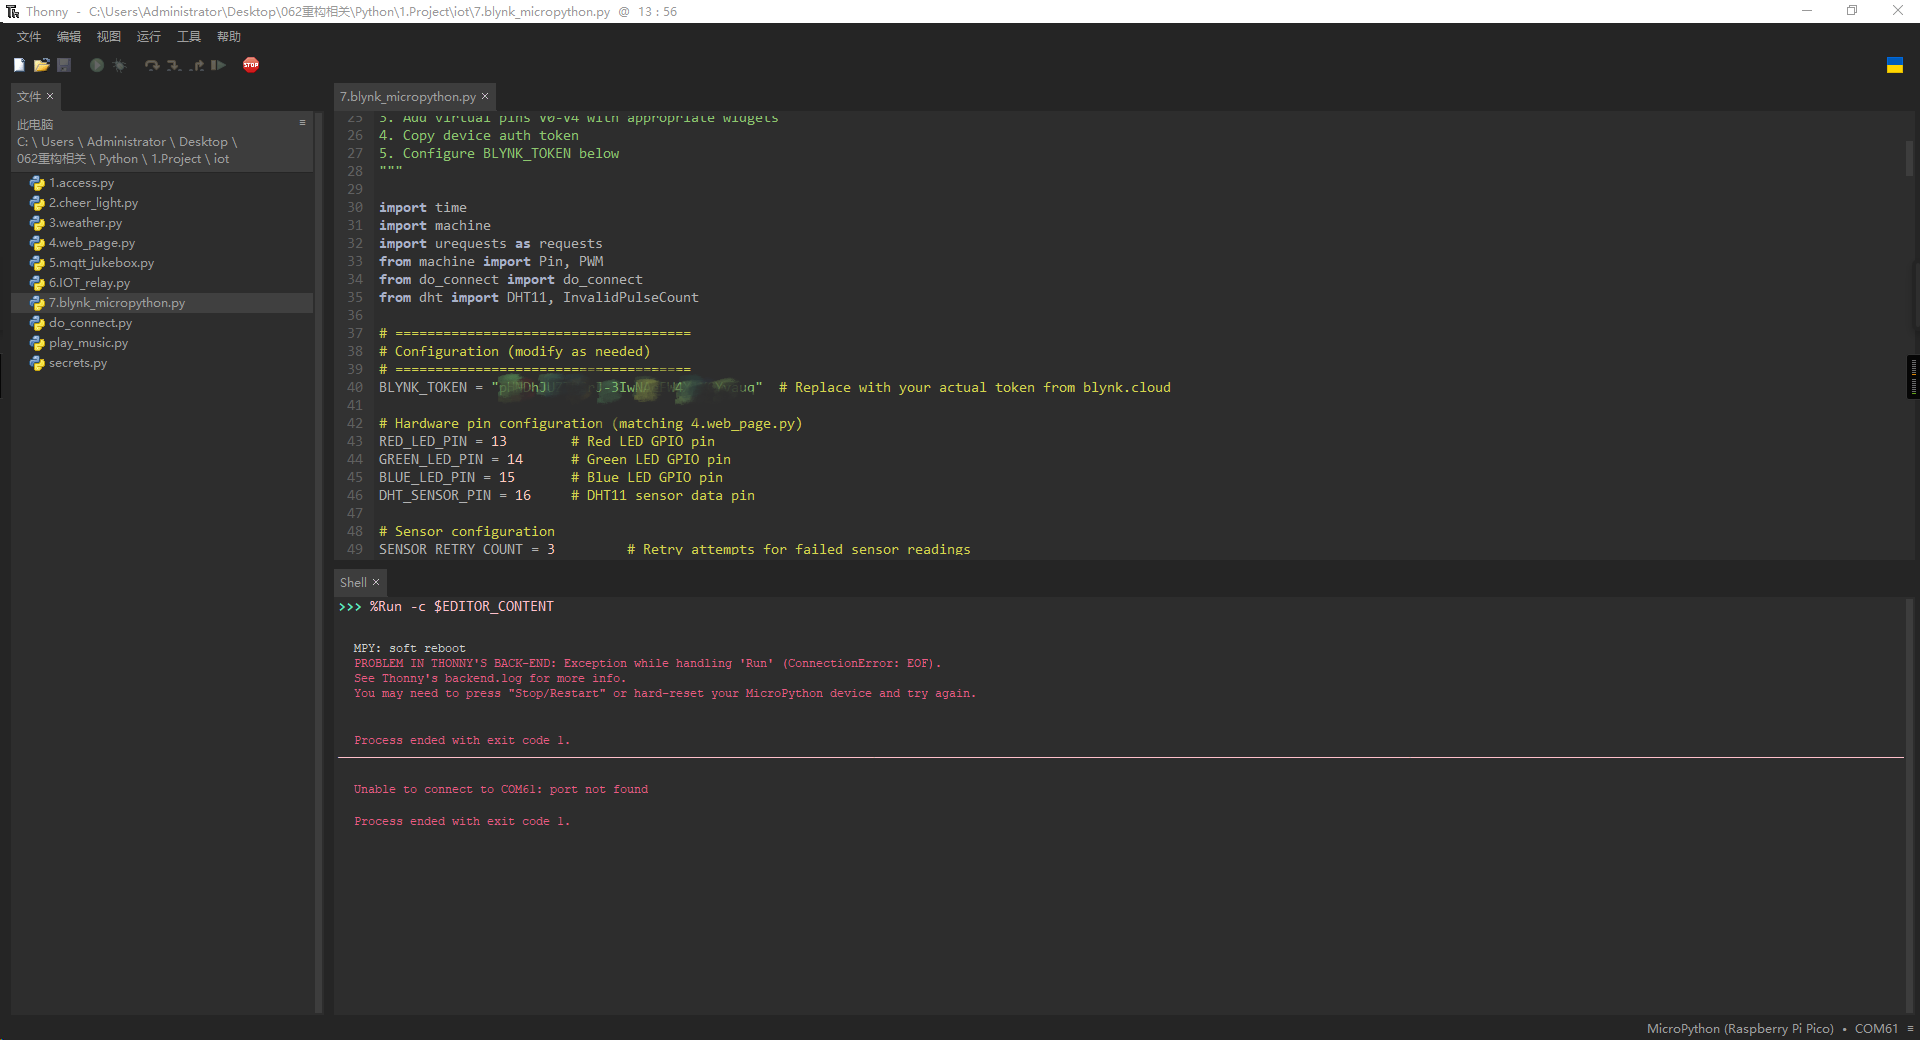 Thonny - C:\Users\Administrator\Desktop\062重构相关\Python\1.Project\iot\7.blynk_micropython.py @ 13 : 56
文件 编辑 视图 运行 工具 帮助
STOP
文件 ×
此电脑
C: \ Users \ Administrator \ Desktop \
062重构相关 \ Python \ 1.Project \ iot
1.access.py
2.cheer_light.py
3.weather.py
4.web_page.py
5.mqtt_jukebox.py
6.IOT_relay.py
7.blynk_micropython.py
do_connect.py
play_music.py
secrets.py
7.blynk_micropython.py ×
25 3. Add virtual pins V0-V4 with appropriate widgets
26 4. Copy device auth token
27 5. Configure BLYNK_TOKEN below
28 """
29
30 import time
31 import machine
32 import urequests as requests
33 from machine import Pin, PWM
34 from do_connect import do_connect
35 from dht import DHT11, InvalidPulseCount
36
37 # =====================================
38 # Configuration (modify as needed)
39 # =====================================
40 BLYNK_TOKEN = " " # Replace with your actual token from blynk.cloud
41
42 # Hardware pin configuration (matching 4.web_page.py)
43 RED_LED_PIN = 13 # Red LED GPIO pin
44 GREEN_LED_PIN = 14 # Green LED GPIO pin
45 BLUE_LED_PIN = 15 # Blue LED GPIO pin
46 DHT_SENSOR_PIN = 16 # DHT11 sensor data pin
47
48 # Sensor configuration
49 SENSOR_RETRY_COUNT = 3 # Retry attempts for failed sensor readings
Shell ×
>>> %Run -c $EDITOR_CONTENT
MPY: soft reboot
PROBLEM IN THONNY'S BACK-END: Exception while handling 'Run' (ConnectionError: EOF).
See Thonny's backend.log for more info.
You may need to press "Stop/Restart" or hard-reset your MicroPython device and try again.
Process ended with exit code 1.
Unable to connect to COM61: port not found
Process ended with exit code 1.
MicroPython (Raspberry Pi Pico) • COM61 ≡